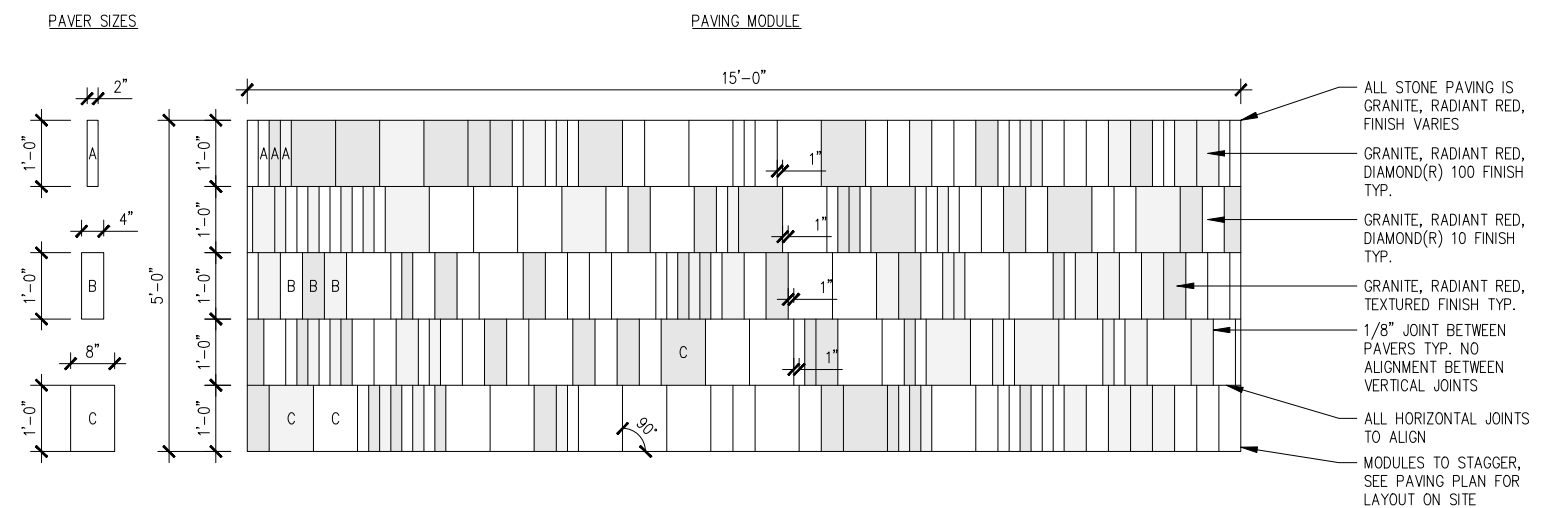 PAVER SIZES
PAVING MODULE
2”
1'-0"
A
4”
1'-0"
B
8”
1'-0"
C
15'-0"
5'-0"
1'-0"
1'-0"
1'-0"
1'-0"
1'-0"
A A A
1”
1”
B B B
1”
C
1”
C C
90°
ALL STONE PAVING IS
GRANITE, RADIANT RED,
FINISH VARIES
GRANITE, RADIANT RED,
DIAMOND(R) 100 FINISH
TYP.
GRANITE, RADIANT RED,
DIAMOND(R) 10 FINISH
TYP.
GRANITE, RADIANT RED,
TEXTURED FINISH TYP.
1/8” JOINT BETWEEN
PAVERS TYP. NO
ALIGNMENT BETWEEN
VERTICAL JOINTS
ALL HORIZONTAL JOINTS
TO ALIGN
MODULES TO STAGGER,
SEE PAVING PLAN FOR
LAYOUT ON SITE